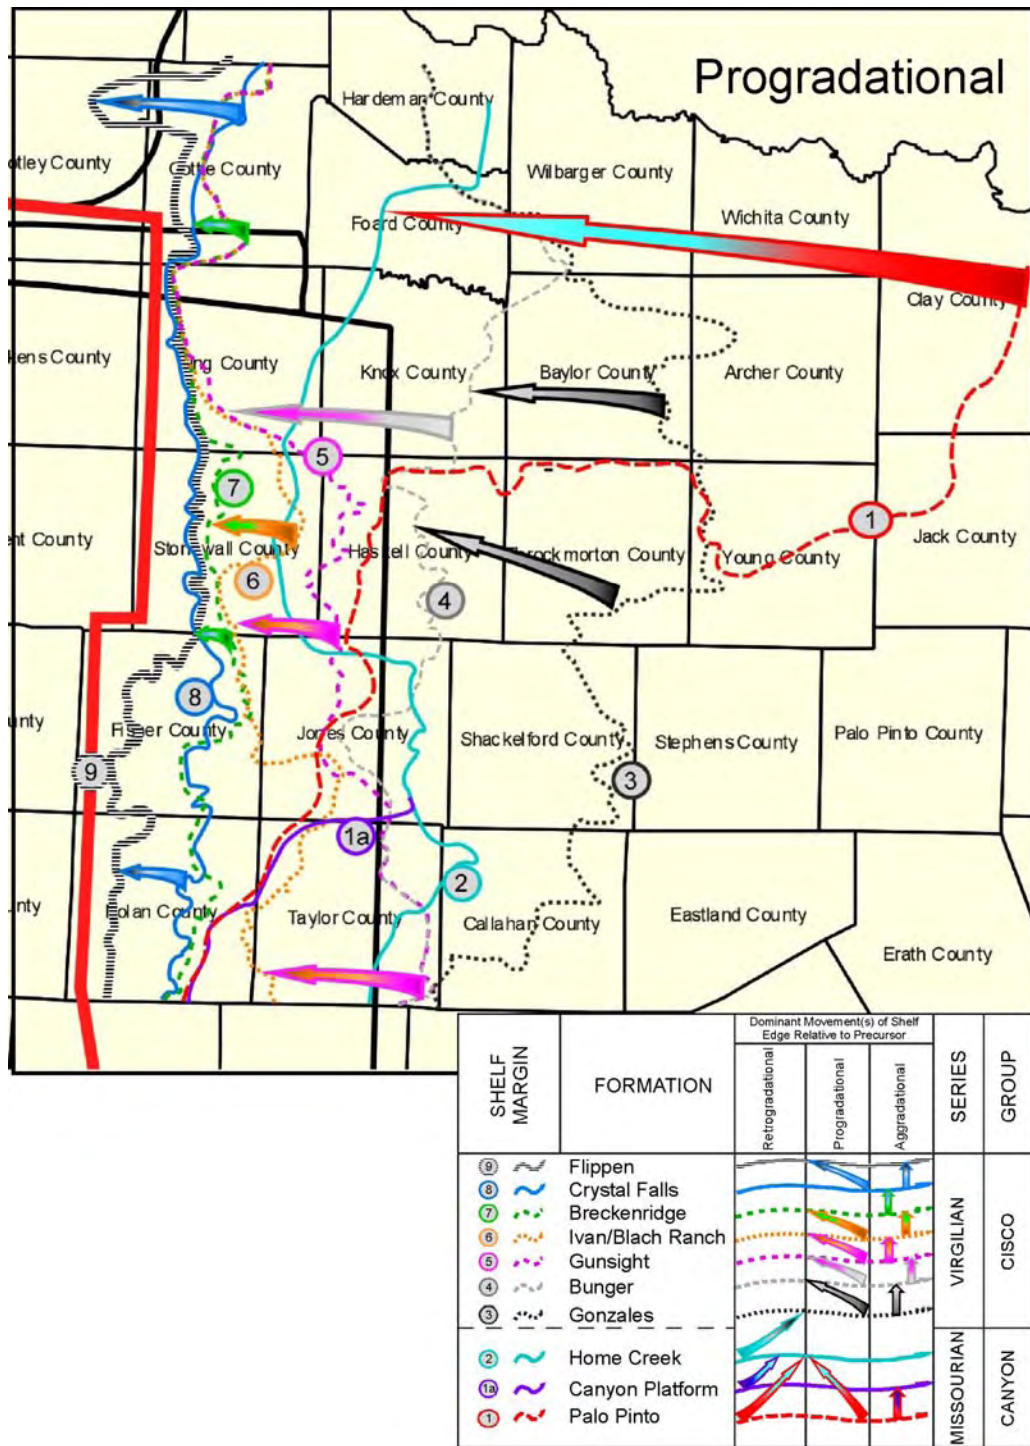 Progradational
Hardeman County
otley County
Cottle County
Wilbarger County
Foard County
Wichita County
Clay County
kens County
ing County
Knox County
Baylor County
Archer County
5
7
1
ent County
Stonewall County
Haskell County
Throckmorton County
Young County
Jack County
6
4
8
unty
Fisher County
Jones County
Shackelford County
Stephens County
Palo Pinto County
9
3
1a
2
nty
Nolan County
Taylor County
Callahan County
Eastland County
Erath County
Dominant Movement(s) of Shelf
Edge Relative to Precursor
SHELF
MARGIN
FORMATION
Retrogradational
Progradational
Aggradational
SERIES
GROUP
9 Flippen
8 Crystal Falls
7 Breckenridge
6 Ivan/Blach Ranch
5 Gunsight
4 Bunger
3 Gonzales
VIRGILIAN
CISCO
2 Home Creek
1a Canyon Platform
1 Palo Pinto
MISSOURIAN
CANYON